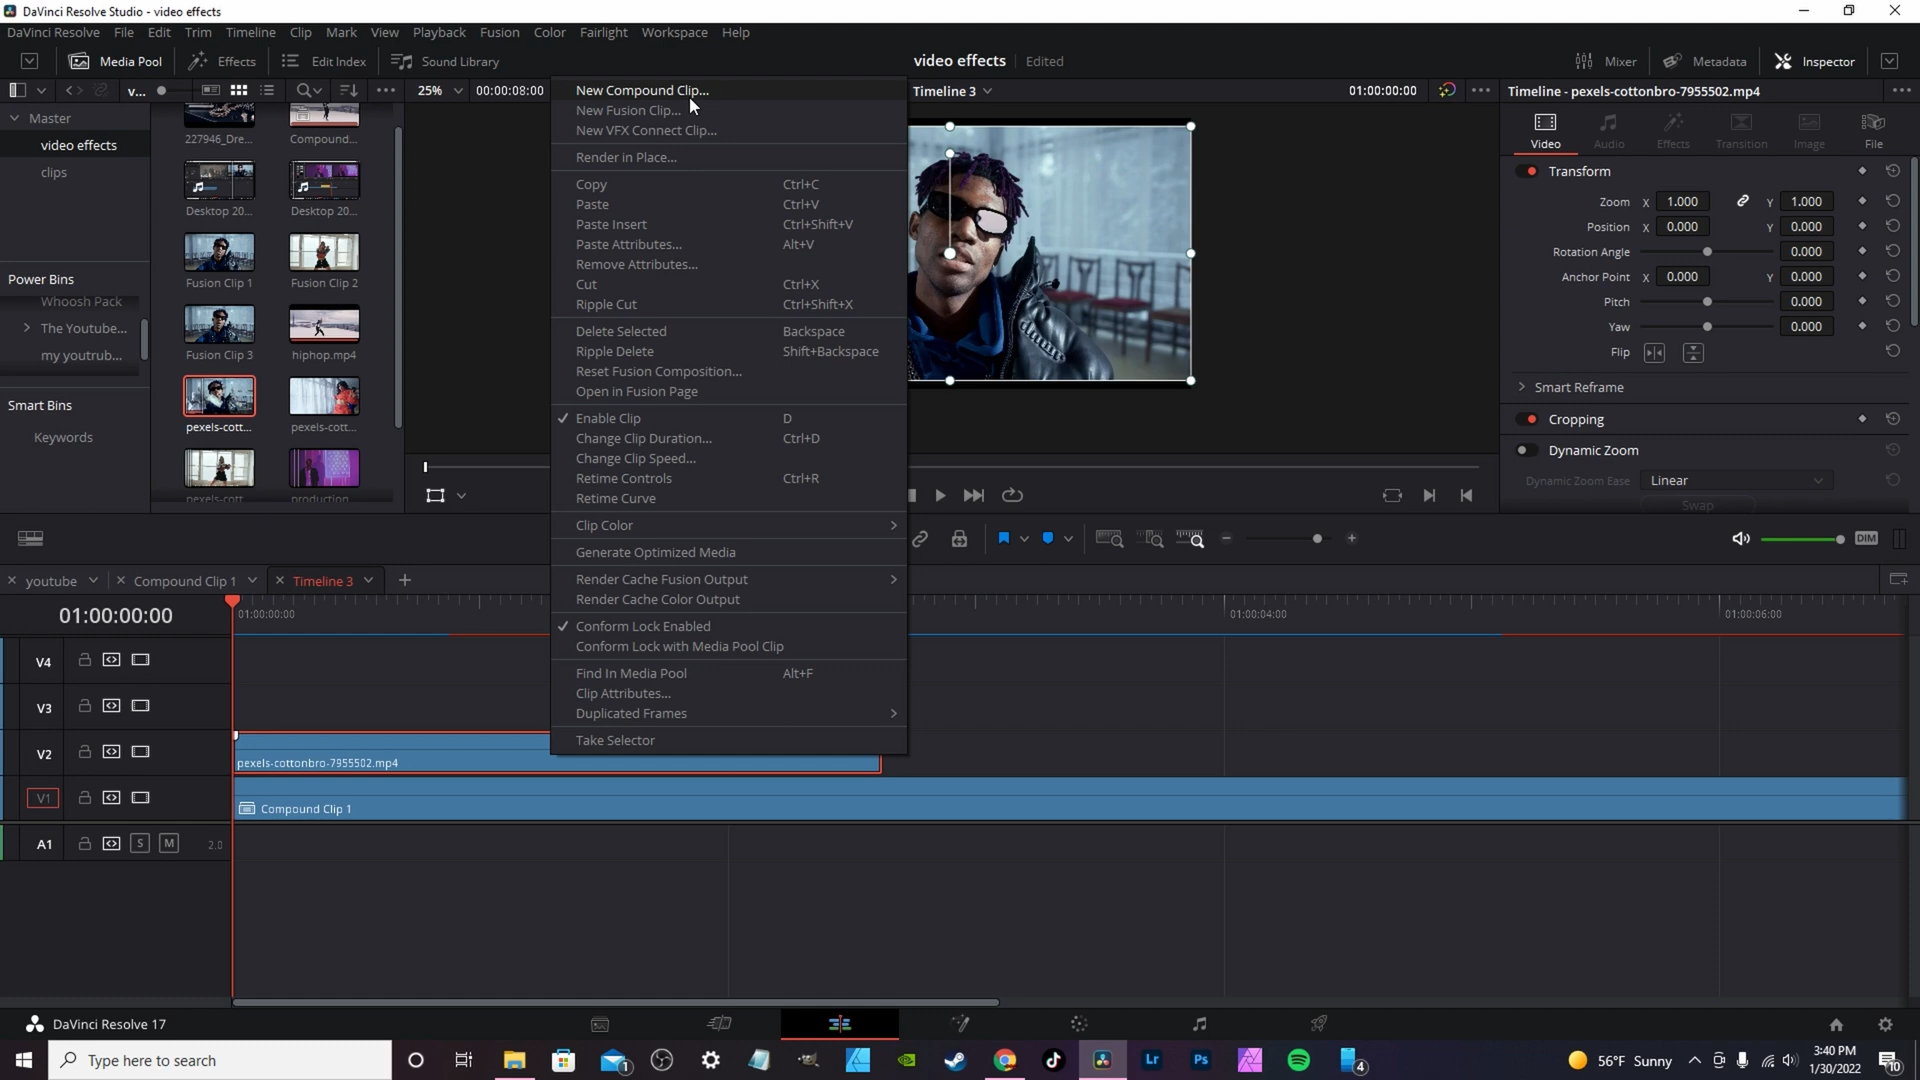 DaVinci Resolve Studio - video effects
DaVinci Resolve File Edit Trim Timeline Clip Mark View Playback Fusion Color Fairlight Workspace Help
Media Pool Effects Edit Index Sound Library video effects Edited Mixer Metadata Inspector
v... 25% 00:00:08:00 Timeline 3 01:00:00:00 Timeline - pexels-cottonbro-7955502.mp4
Master
video effects
clips
Power Bins
Whoosh Pack
The Youtube...
my youtrub...
Smart Bins
Keywords
227946_Dre... Compound...
Desktop 20... Desktop 20...
Fusion Clip 1 Fusion Clip 2
Fusion Clip 3 hiphop.mp4
pexels-cott... pexels-cott...
pexels-cott production
New Compound Clip...
New Fusion Clip...
New VFX Connect Clip...
Render in Place...
Copy Ctrl+C
Paste Ctrl+V
Paste Insert Ctrl+Shift+V
Paste Attributes... Alt+V
Remove Attributes...
Cut Ctrl+X
Ripple Cut Ctrl+Shift+X
Delete Selected Backspace
Ripple Delete Shift+Backspace
Reset Fusion Composition...
Open in Fusion Page
Enable Clip D
Change Clip Duration... Ctrl+D
Change Clip Speed...
Retime Controls Ctrl+R
Retime Curve
Clip Color
Generate Optimized Media
Render Cache Fusion Output
Render Cache Color Output
Conform Lock Enabled
Conform Lock with Media Pool Clip
Find In Media Pool Alt+F
Clip Attributes...
Duplicated Frames
Take Selector
Video Audio Effects Transition Image File
Transform
Zoom X 1.000 Y 1.000
Position X 0.000 Y 0.000
Rotation Angle 0.000
Anchor Point X 0.000 Y 0.000
Pitch 0.000
Yaw 0.000
Flip
Smart Reframe
Cropping
Dynamic Zoom
Dynamic Zoom Ease Linear
Swap
DIM
youtube Compound Clip 1 Timeline 3
01:00:00:00 01:00:00:00 01:00:04:00 01:00:06:00
V4
V3
V2 pexels-cottonbro-7955502.mp4
V1 Compound Clip 1
A1 S M 2.0
DaVinci Resolve 17
Type here to search 1 Lr Ps 4 56°F Sunny 3:40 PM
1/30/2022 10